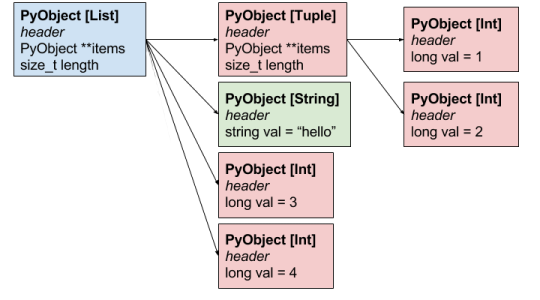 PyObject [List]
header
PyObject **items
size_t length
PyObject [Tuple]
header
PyObject **items
size_t length
PyObject [Int]
header
long val = 1
PyObject [Int]
header
long val = 2
PyObject [String]
header
string val = “hello”
PyObject [Int]
header
long val = 3
PyObject [Int]
header
long val = 4